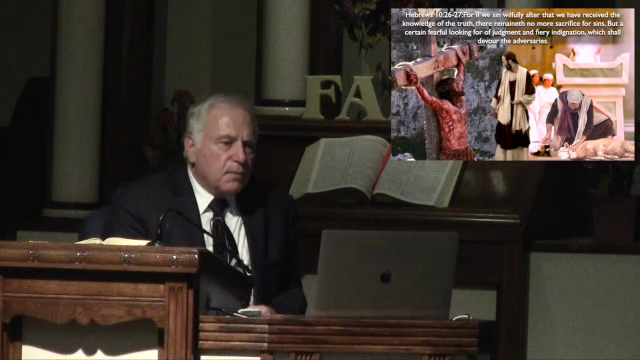 Hebrews 10:26-27:For If we sin wilfully after that we have received the
knowledge of the truth, there remaineth no more sacrifice for sins, But a
certain fearful looking for of judgment and fiery indignation, which shall
devour the adversaries.
FA